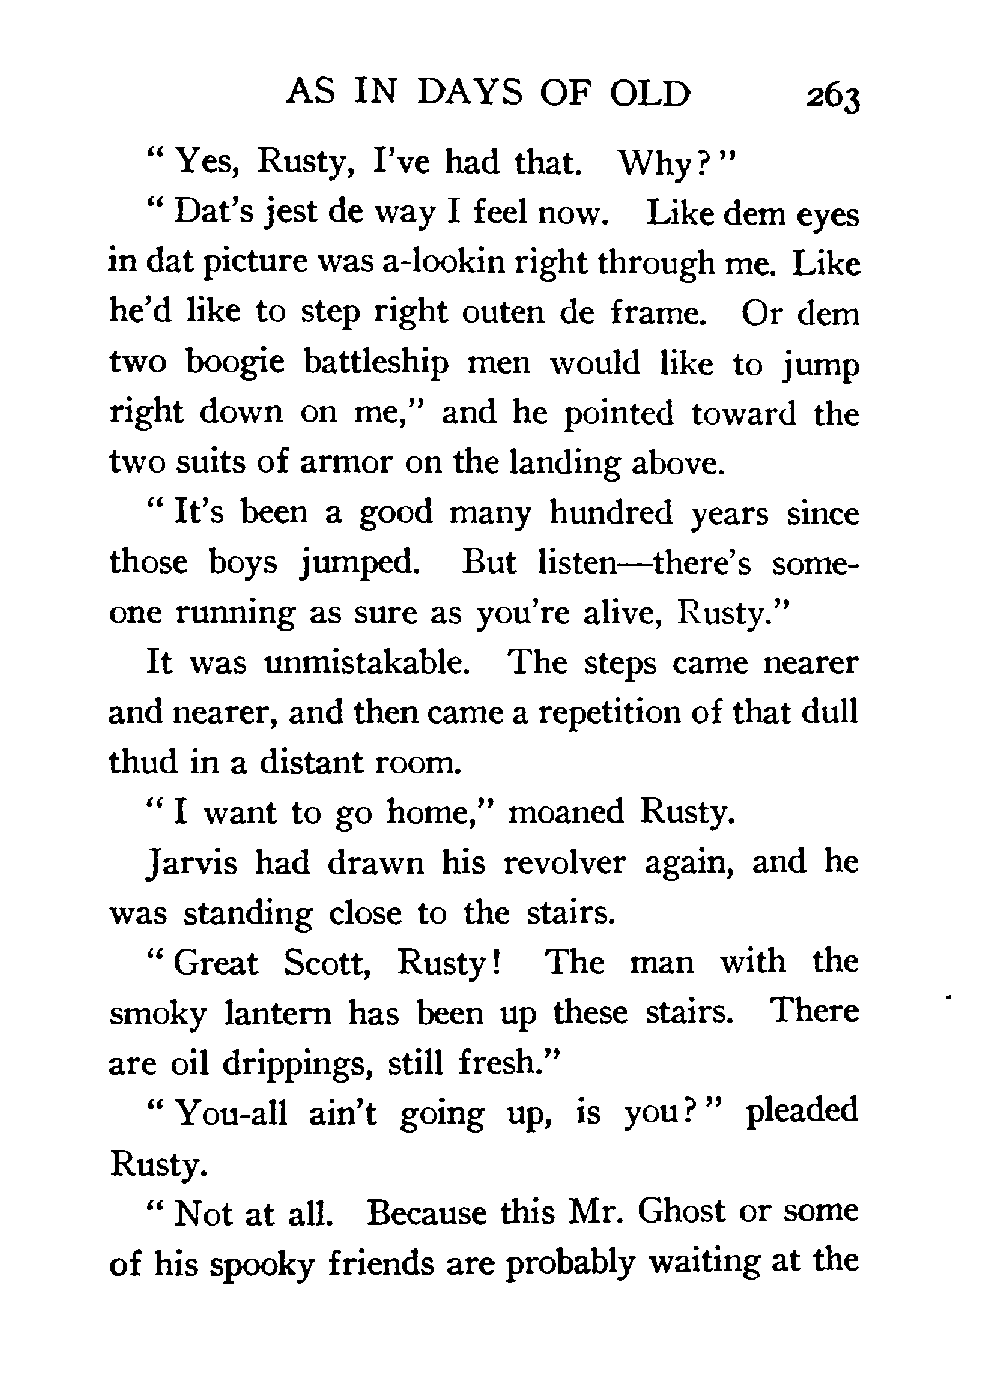 AS IN DAYS OF OLD 263
“ Yes, Rusty, I’ve had that. Why? ”
“ Dat’s jest de way I feel now. Like dem eyes
in dat picture was a-lookin right through me. Like
he’d like to step right outen de frame. Or dem
two boogie battleship men would like to jump
right down on me,” and he pointed toward the
two suits of armor on the landing above.
“ It’s been a good many hundred years since
those boys jumped. But listen—there’s some-
one running as sure as you’re alive, Rusty.”
It was unmistakable. The steps came nearer
and nearer, and then came a repetition of that dull
thud in a distant room.
“ I want to go home,” moaned Rusty.
Jarvis had drawn his revolver again, and he
was standing close to the stairs.
“ Great Scott, Rusty! The man with the
smoky lantern has been up these stairs. There
are oil drippings, still fresh.”
“ You-all ain’t going up, is you? ” pleaded
Rusty.
“ Not at all. Because this Mr. Ghost or some
of his spooky friends are probably waiting at the